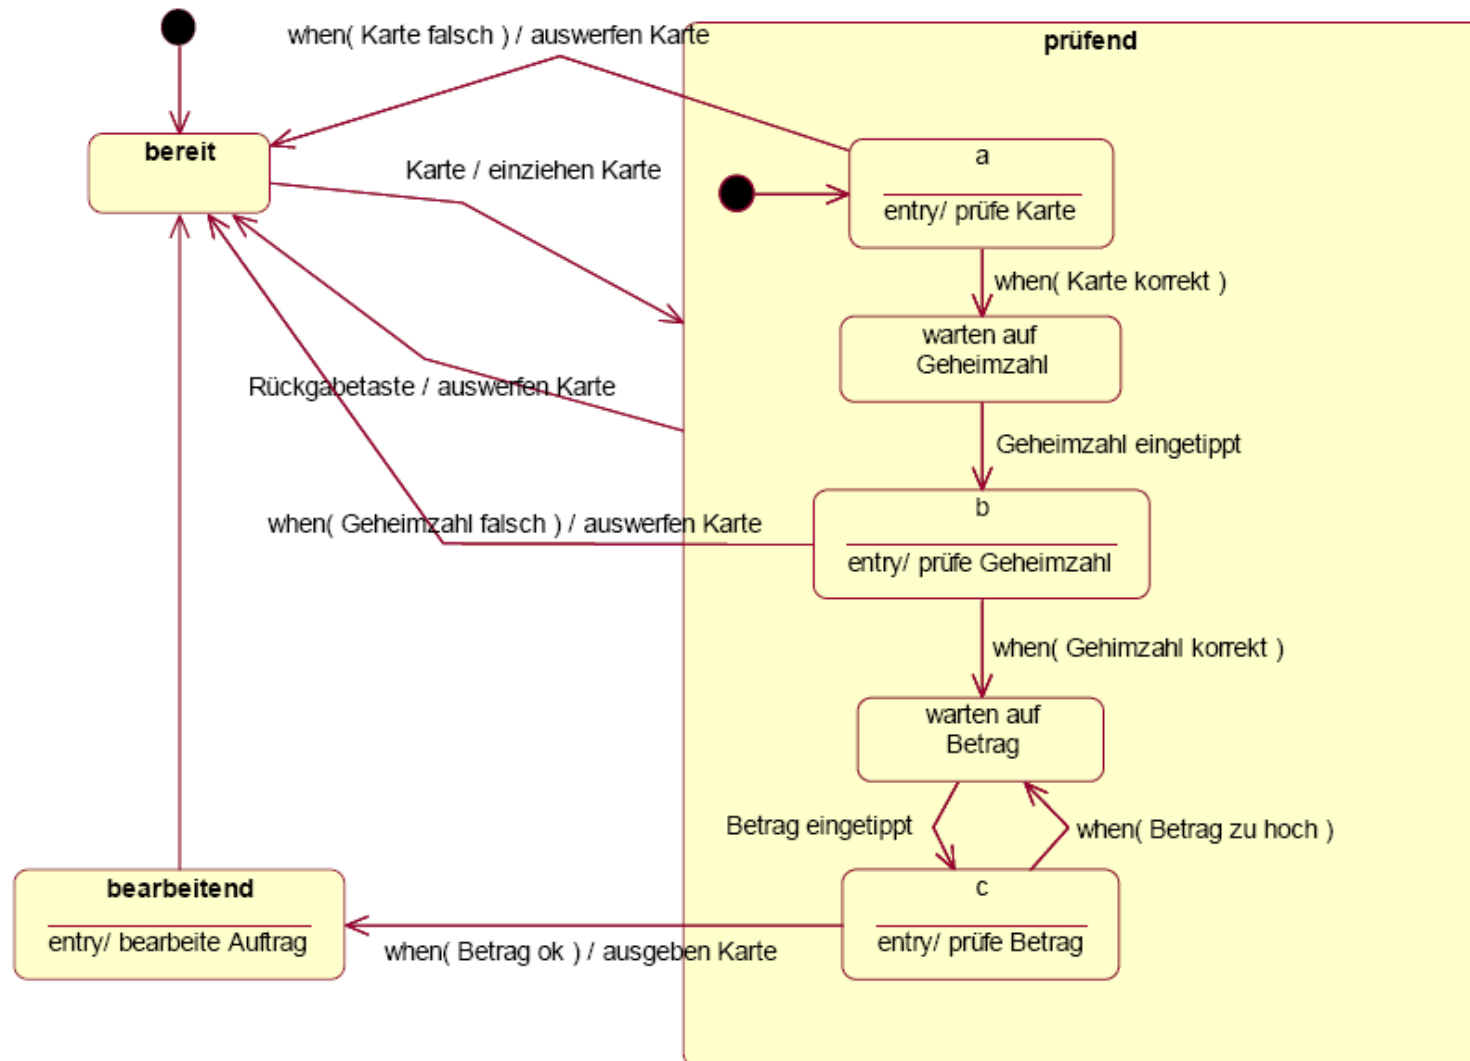 when( Karte falsch ) / auswerfen Karte
prüfend
bereit
a
Karte / einziehen Karte
entry/ prüfe Karte
when( Karte korrekt )
warten auf
Geheimzahl
Rückgabetaste / auswerfen Karte
Geheimzahl eingetippt
b
when( Geheimzahl falsch ) / auswerfen Karte
entry/ prüfe Geheimzahl
when( Gehimzahl korrekt )
warten auf
Betrag
Betrag eingetippt
when( Betrag zu hoch )
bearbeitend
c
entry/ bearbeite Auftrag
entry/ prüfe Betrag
when( Betrag ok ) / ausgeben Karte